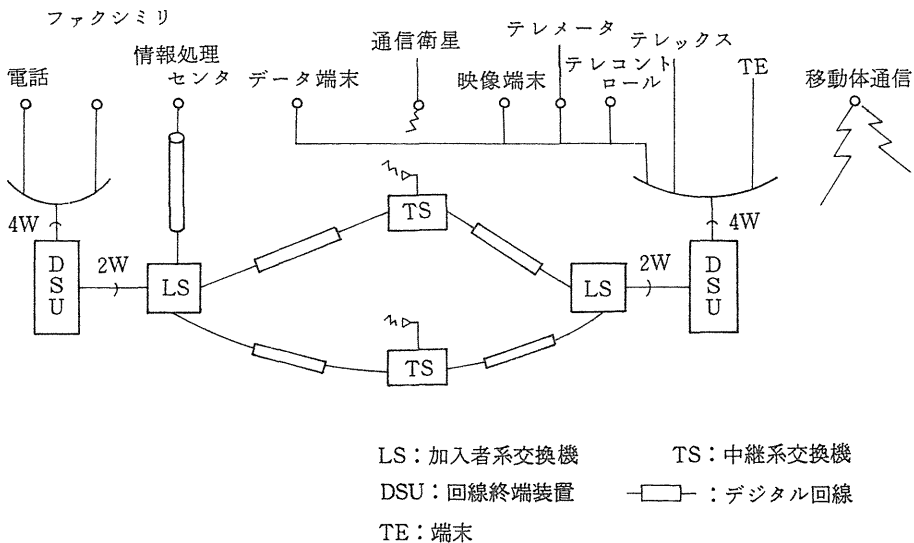 ファクシミリ
電話
情報処理
センタ
データ端末
通信衛星
映像端末
テレメータ
テレコント
ロール
テレックス
TE
移動体通信
4W
DSU
2W
LS
TS
TS
LS
2W
4W
DSU
LS：加入者系交換機
TS：中継系交換機
DSU：回線終端装置
：デジタル回線
TE：端末